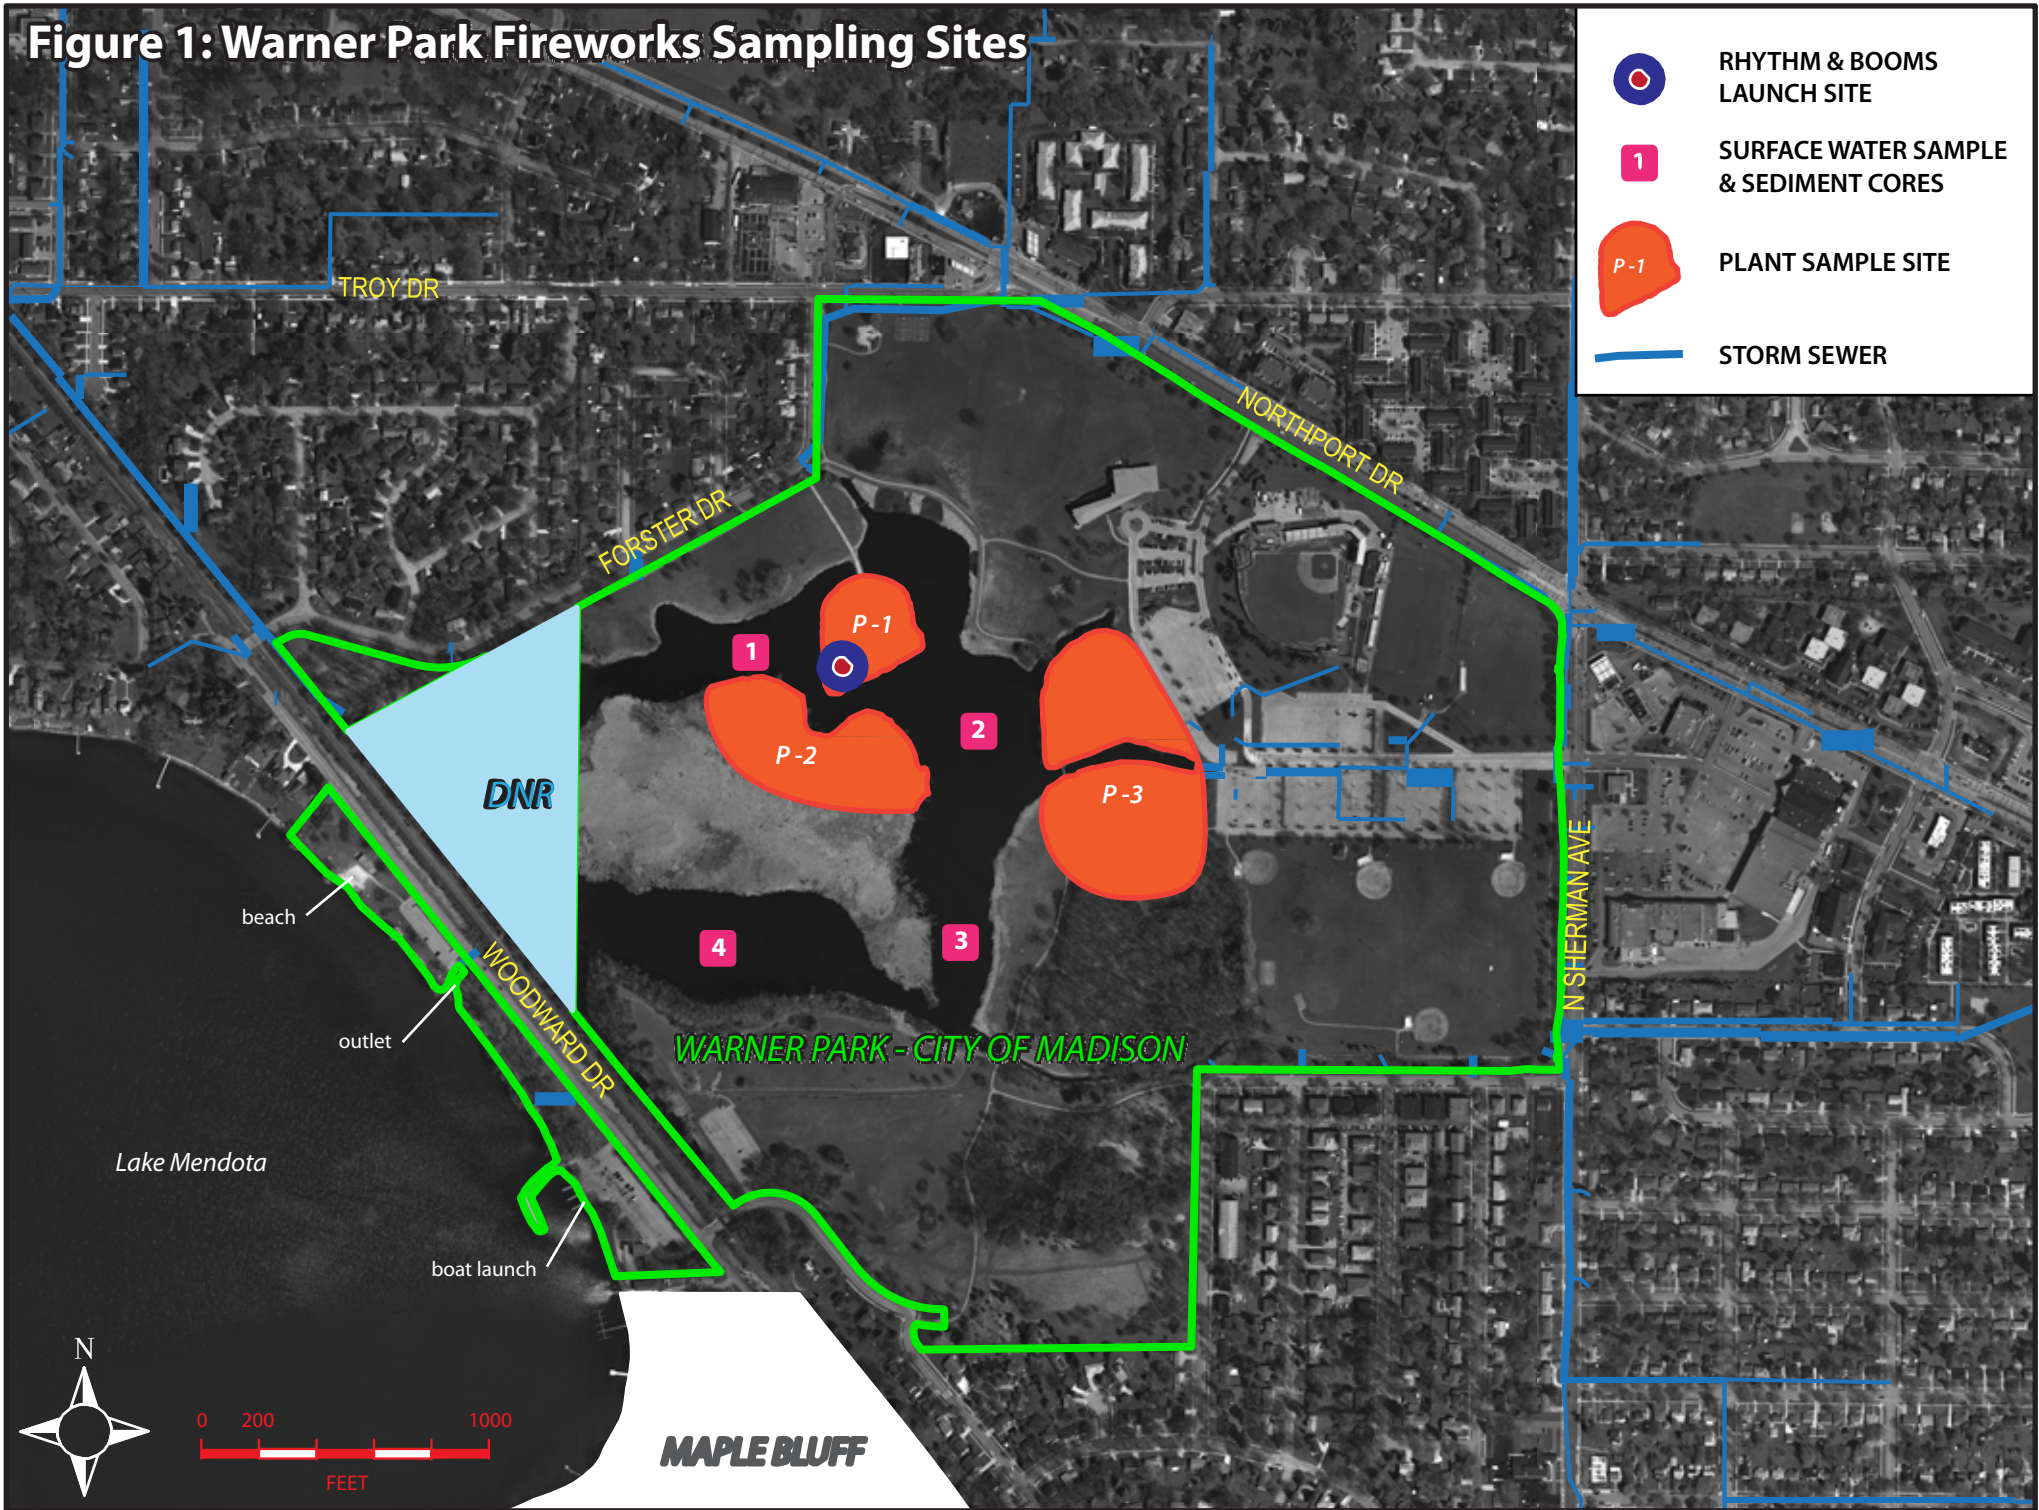 Figure 1: Warner Park Fireworks Sampling Sites
RHYTHM & BOOMS
LAUNCH SITE
1
SURFACE WATER SAMPLE
& SEDIMENT CORES
P-1
PLANT SAMPLE SITE
STORM SEWER
TROY DR
NORTHPORT DR
FORSTER DR
P-1
1
2
P-2
DNR
P-3
N SHERMAN AVE
beach
3
4
WOODWARD DR
outlet
WARNER PARK - CITY OF MADISON
Lake Mendota
boat launch
N
0 200 1000
FEET
MAPLE BLUFF